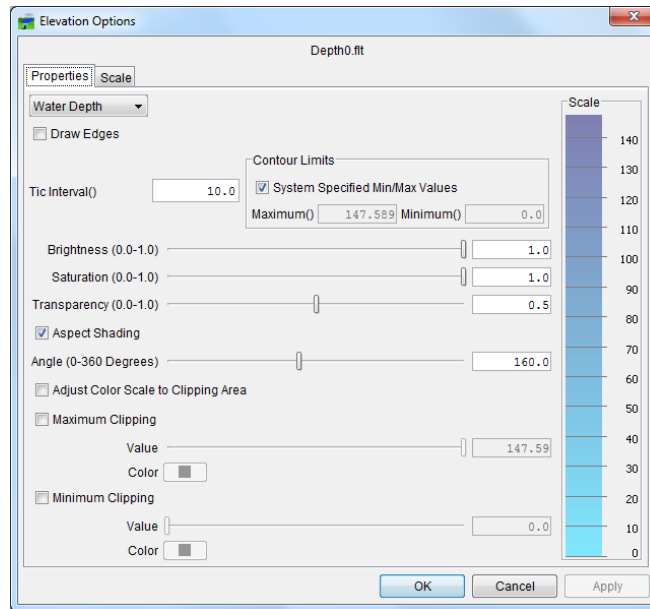 Elevation Options
Depth0.flt
Properties Scale
Water Depth
Draw Edges
Contour Limits
Tic Interval() 10.0
System Specified Min/Max Values
Maximum() 147.589 Minimum() 0.0
Brightness (0.0-1.0) 1.0
Saturation (0.0-1.0) 1.0
Transparency (0.0-1.0) 0.5
Aspect Shading
Angle (0-360 Degrees) 160.0
Adjust Color Scale to Clipping Area
Maximum Clipping
Value 147.59
Color
Minimum Clipping
Value 0.0
Color
Scale
140
130
120
110
100
90
80
70
60
50
40
30
20
10
0
OK Cancel Apply